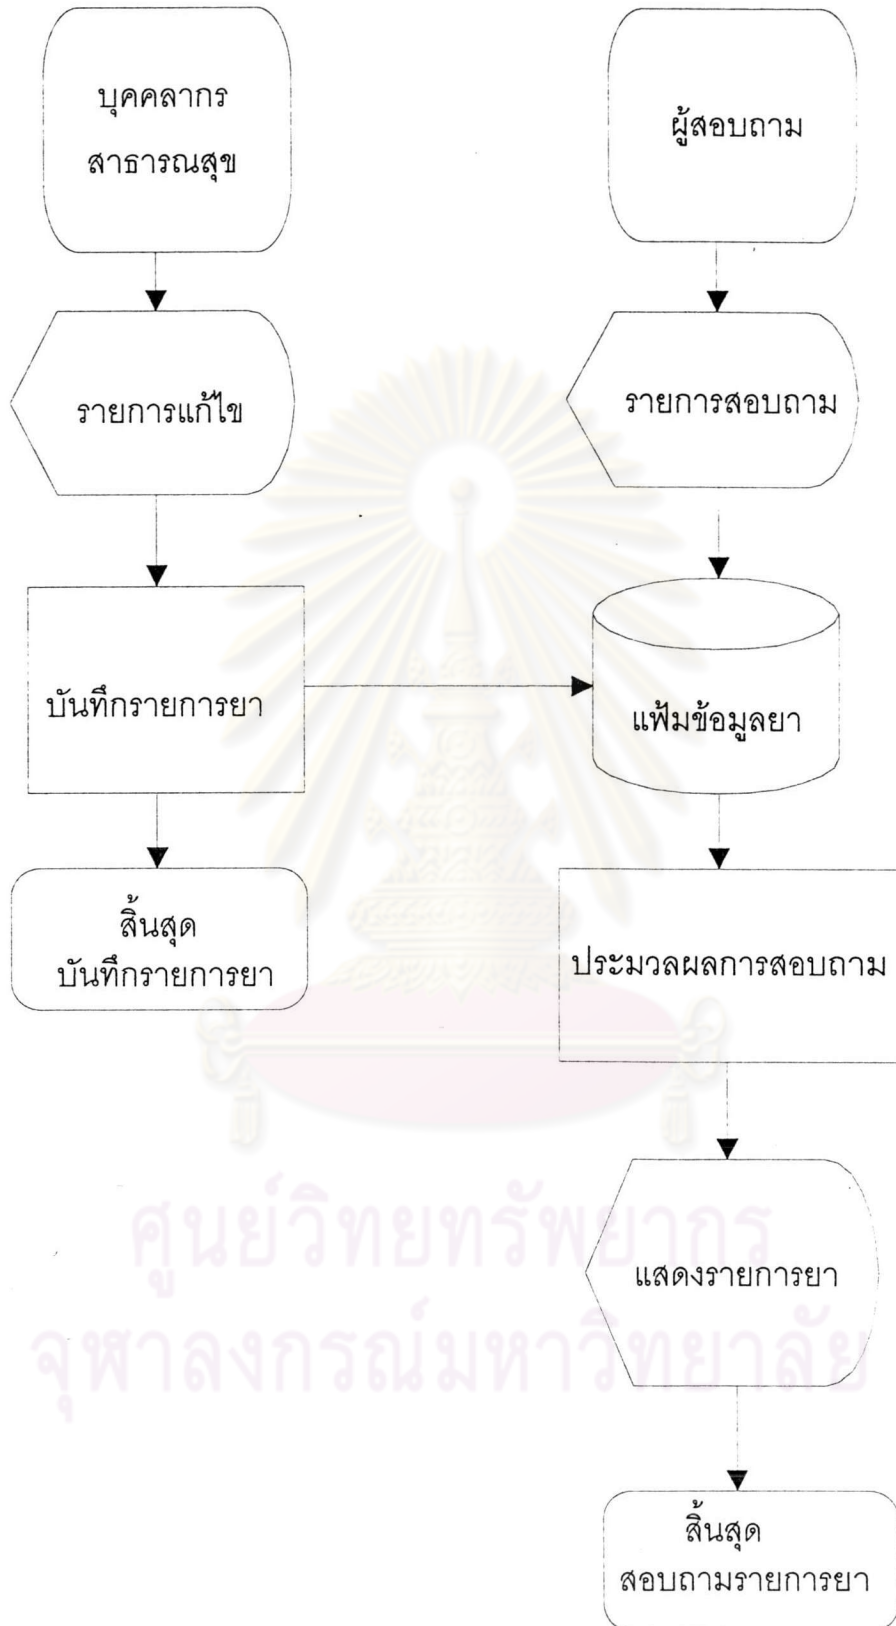 บุคคลากร
สาธารณสุข
ผู้สอบถาม
รายการแก้ไข
รายการสอบถาม
บันทึกรายการยา
แฟ้มข้อมูลยา
สิ้นสุด
บันทึกรายการยา
ประมวลผลการสอบถาม
แสดงรายการยา
ศูนย์วิทยทรัพยากร
จุฬาลงกรณ์มหาวิทยาลัย
สิ้นสุด
สอบถามรายการยา